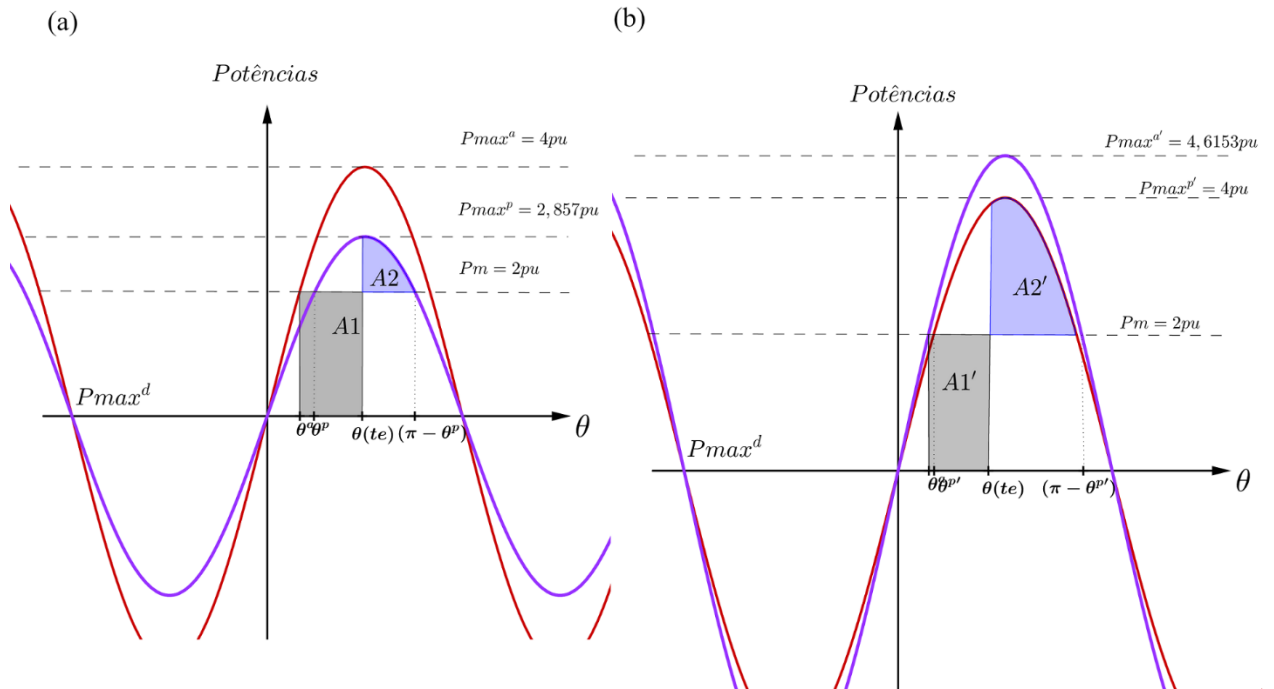 (a)
Potências
Pmax^a = 4pu
Pmax^p = 2,857pu
Pm = 2pu
A2
A1
Pmax^d
θ^a θ^p θ(te) (π − θ^p) θ
(b)
Potências
Pmax^a′ = 4,6153pu
Pmax^p′ = 4pu
A2′
Pm = 2pu
A1′
Pmax^d
θ^p′ θ(te) (π − θ^p′) θ